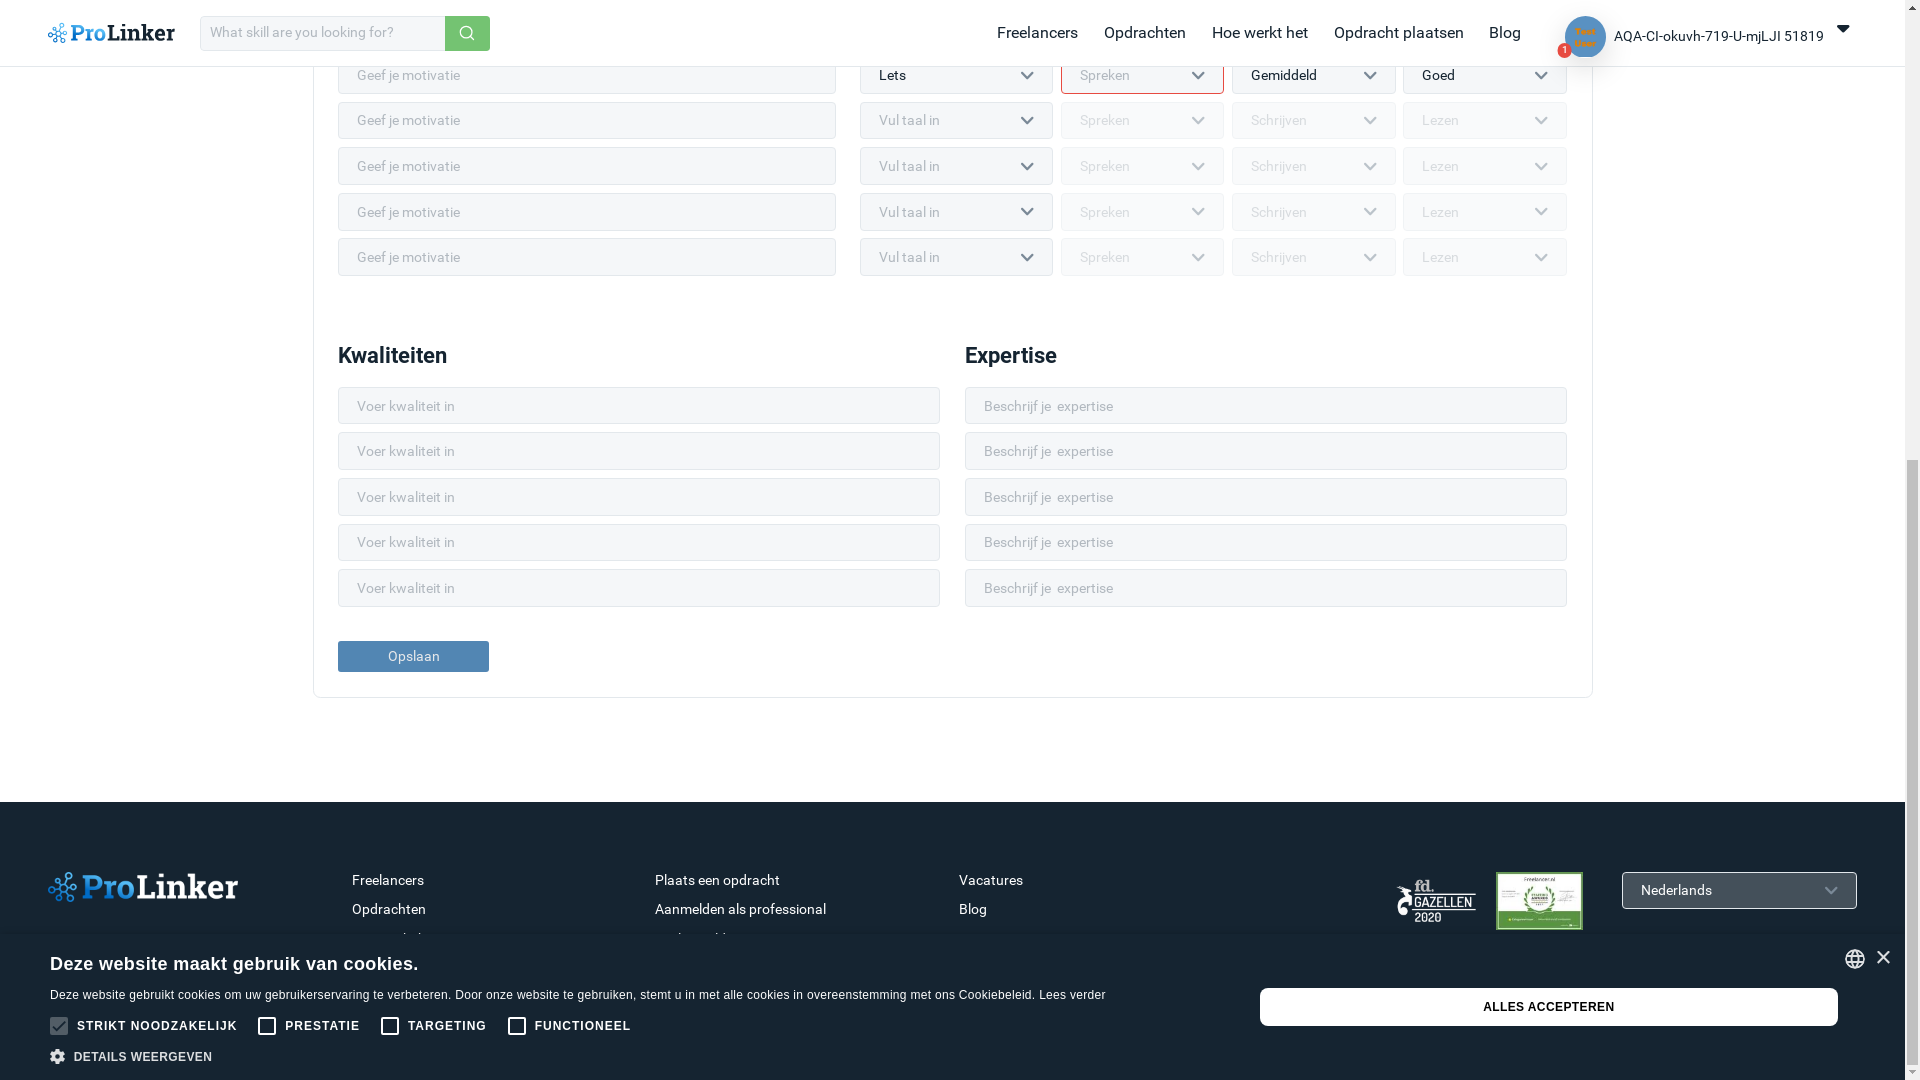 ProLinker
What skill are you looking for?
Freelancers
Opdrachten
Hoe werkt het
Opdracht plaatsen
Blog
Test User
1
AQA-CI-okuvh-719-U-mjLJI 51819
Geef je motivatie
Lets
Spreken
Gemiddeld
Goed
Geef je motivatie
Vul taal in
Spreken
Schrijven
Lezen
Geef je motivatie
Vul taal in
Spreken
Schrijven
Lezen
Geef je motivatie
Vul taal in
Spreken
Schrijven
Lezen
Geef je motivatie
Vul taal in
Spreken
Schrijven
Lezen
Kwaliteiten
Expertise
Voer kwaliteit in
Beschrijf je expertise
Voer kwaliteit in
Beschrijf je expertise
Voer kwaliteit in
Beschrijf je expertise
Voer kwaliteit in
Beschrijf je expertise
Voer kwaliteit in
Beschrijf je expertise
Opslaan
ProLinker
Freelancers
Plaats een opdracht
Vacatures
fd.
GAZELLEN
2020
Freelancer.nl
Nederlands
Opdrachten
Aanmelden als professional
Blog
Deze website maakt gebruik van cookies.
Deze website gebruikt cookies om uw gebruikerservaring te verbeteren. Door onze website te gebruiken, stemt u in met alle cookies in overeenstemming met ons Cookiebeleid. Lees verder
STRIKT NOODZAKELIJK
PRESTATIE
TARGETING
FUNCTIONEEL
DETAILS WEERGEVEN
ALLES ACCEPTEREN